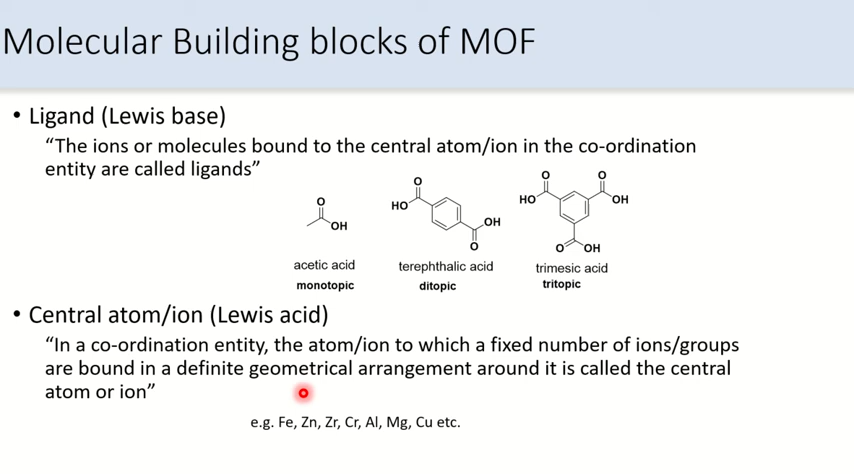 Molecular Building blocks of MOF
• Ligand (Lewis base)
“The ions or molecules bound to the central atom/ion in the co-ordination
entity are called ligands”
O
OH
O
HO
OH
O
O
HO
O
OH
O
OH
acetic acid
monotopic
terephthalic acid
ditopic
trimesic acid
tritopic
• Central atom/ion (Lewis acid)
“In a co-ordination entity, the atom/ion to which a fixed number of ions/groups
are bound in a definite geometrical arrangement around it is called the central
atom or ion”
e.g. Fe, Zn, Zr, Cr, Al, Mg, Cu etc.